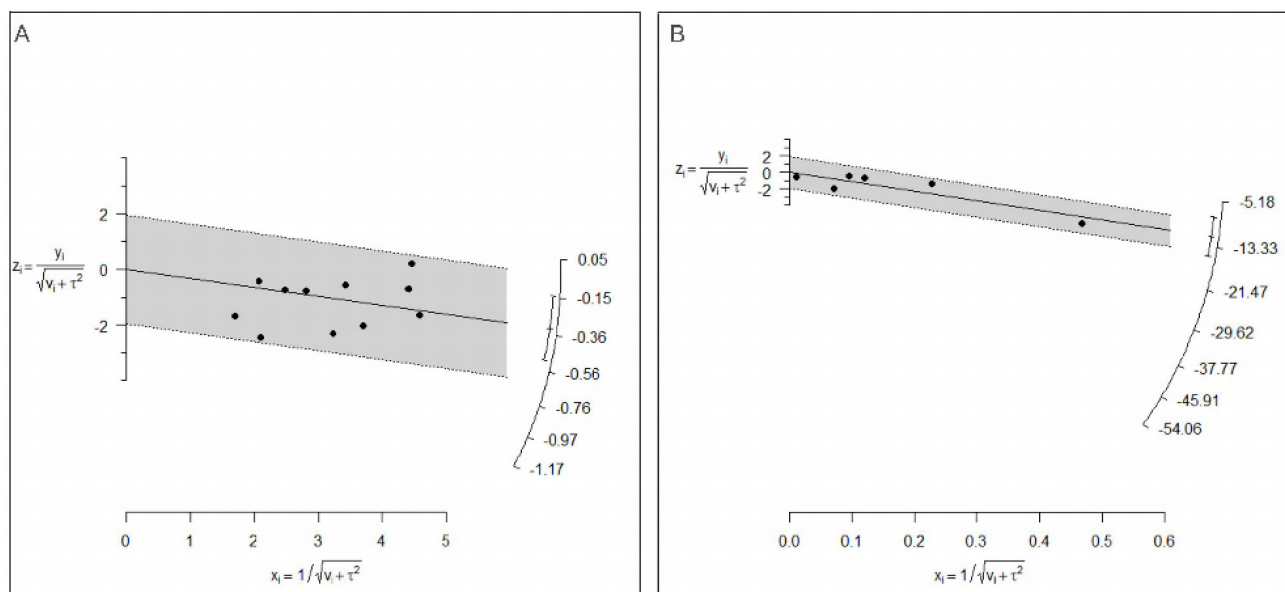 A
2
0
-2
zᵢ = yᵢ / √(vᵢ + τ²)
0.05
-0.15
-0.36
-0.56
-0.76
-0.97
-1.17
0 1 2 3 4 5
xᵢ = 1/√(vᵢ + τ²)
B
2
0
-2
zᵢ = yᵢ / √(vᵢ + τ²)
-5.18
-13.33
-21.47
-29.62
-37.77
-45.91
-54.06
0.0 0.1 0.2 0.3 0.4 0.5 0.6
xᵢ = 1/√(vᵢ + τ²)